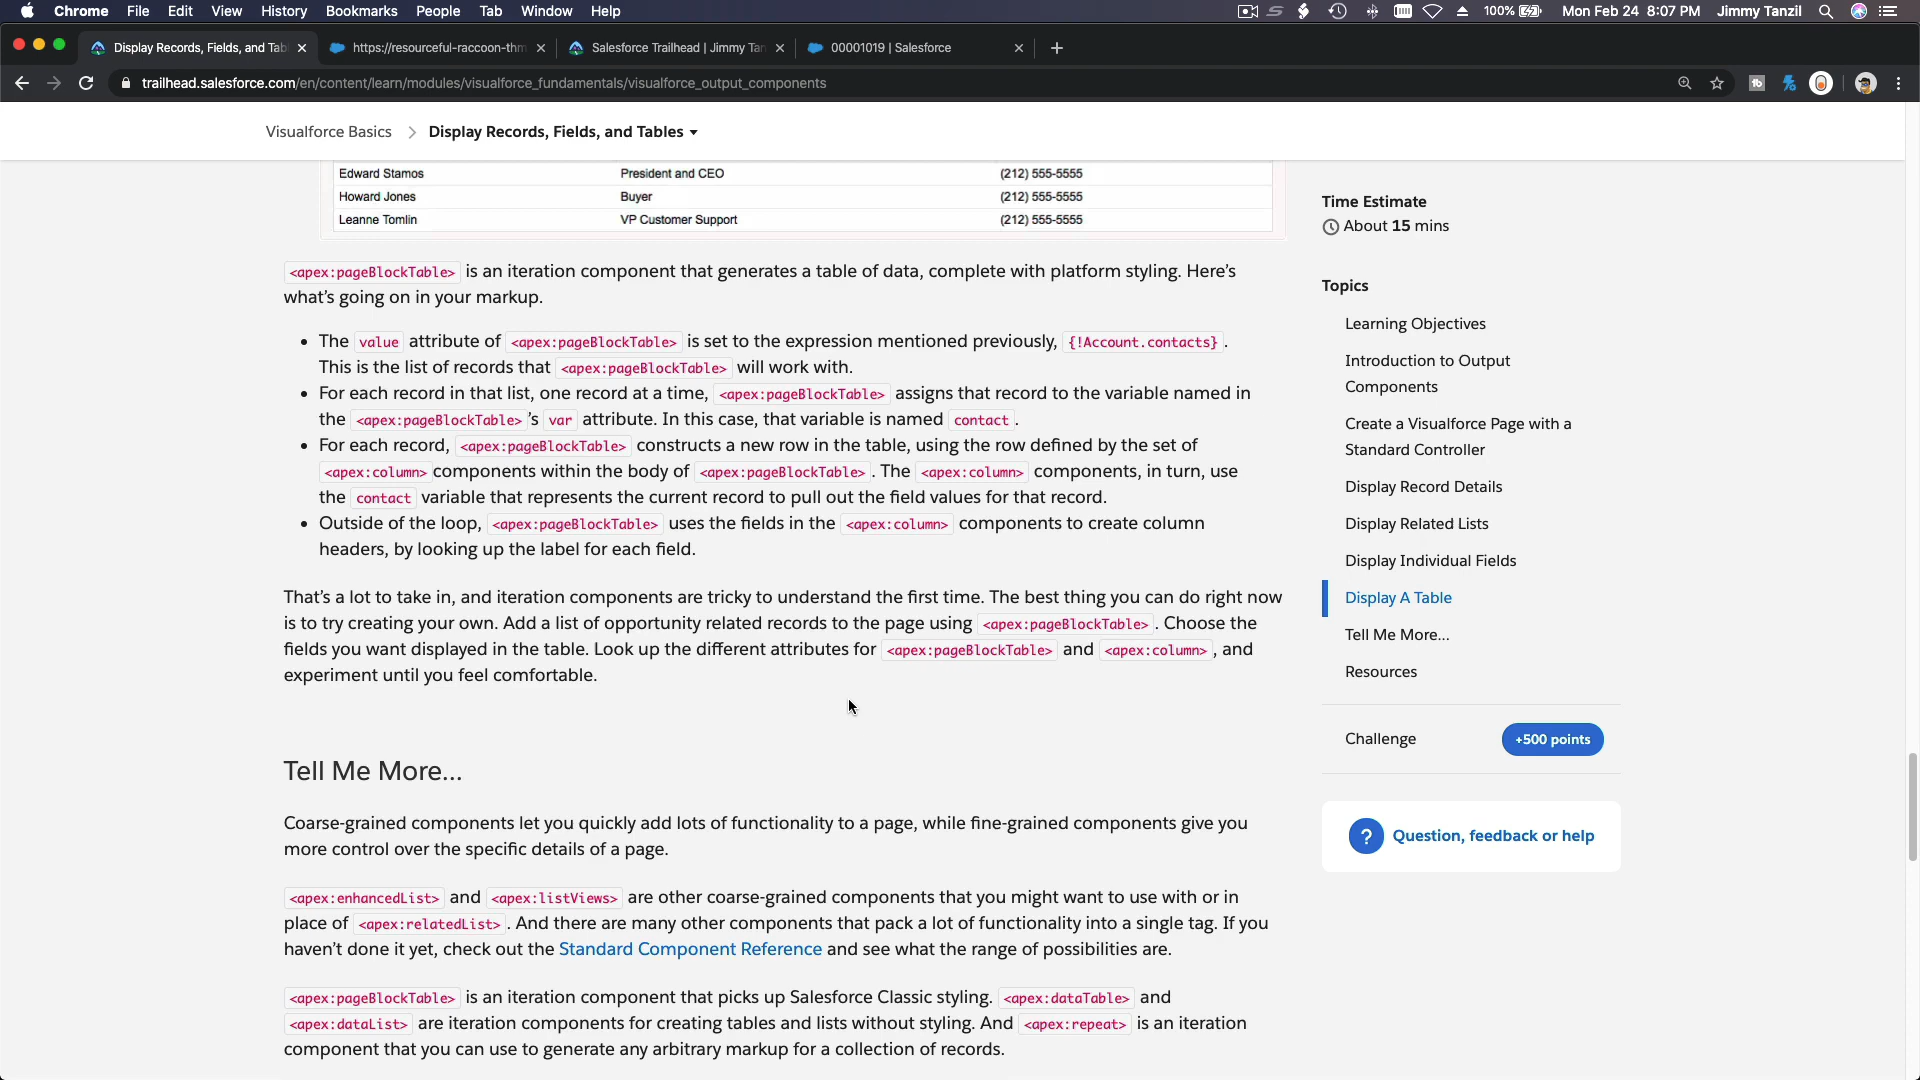 Chrome File Edit View History Bookmarks People Tab Window Help 100% Mon Feb 24 8:07 PM Jimmy Tanzil
Display Records, Fields, and Tab https://resourceful-raccoon-thm Salesforce Trailhead | Jimmy Tan 00001019 | Salesforce
trailhead.salesforce.com/en/content/learn/modules/visualforce_fundamentals/visualforce_output_components
Visualforce Basics > Display Records, Fields, and Tables
Edward Stamos President and CEO (212) 555-5555
Howard Jones Buyer (212) 555-5555
Leanne Tomlin VP Customer Support (212) 555-5555
<apex:pageBlockTable> is an iteration component that generates a table of data, complete with platform styling. Here’s
what’s going on in your markup.
• The value attribute of <apex:pageBlockTable> is set to the expression mentioned previously, {!Account.contacts}.
This is the list of records that <apex:pageBlockTable> will work with.
• For each record in that list, one record at a time, <apex:pageBlockTable> assigns that record to the variable named in
the <apex:pageBlockTable>’s var attribute. In this case, that variable is named contact.
• For each record, <apex:pageBlockTable> constructs a new row in the table, using the row defined by the set of
<apex:column> components within the body of <apex:pageBlockTable>. The <apex:column> components, in turn, use
the contact variable that represents the current record to pull out the field values for that record.
• Outside of the loop, <apex:pageBlockTable> uses the fields in the <apex:column> components to create column
headers, by looking up the label for each field.
That’s a lot to take in, and iteration components are tricky to understand the first time. The best thing you can do right now
is to try creating your own. Add a list of opportunity related records to the page using <apex:pageBlockTable>. Choose the
fields you want displayed in the table. Look up the different attributes for <apex:pageBlockTable> and <apex:column>, and
experiment until you feel comfortable.
Tell Me More...
Coarse-grained components let you quickly add lots of functionality to a page, while fine-grained components give you
more control over the specific details of a page.
<apex:enhancedList> and <apex:listViews> are other coarse-grained components that you might want to use with or in
place of <apex:relatedList>. And there are many other components that pack a lot of functionality into a single tag. If you
haven’t done it yet, check out the Standard Component Reference and see what the range of possibilities are.
<apex:pageBlockTable> is an iteration component that picks up Salesforce Classic styling. <apex:dataTable> and
<apex:dataList> are iteration components for creating tables and lists without styling. And <apex:repeat> is an iteration
component that you can use to generate any arbitrary markup for a collection of records.
Time Estimate
About 15 mins
Topics
Learning Objectives
Introduction to Output
Components
Create a Visualforce Page with a
Standard Controller
Display Record Details
Display Related Lists
Display Individual Fields
Display A Table
Tell Me More...
Resources
Challenge +500 points
? Question, feedback or help